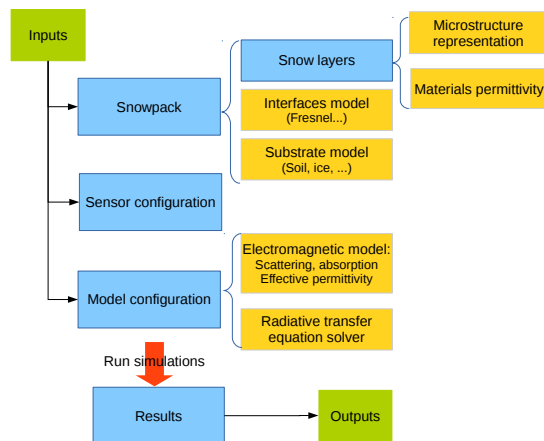 Inputs
Snowpack
Snow layers
Microstructure
representation
Materials permittivity
Interfaces model
(Fresnel...)
Substrate model
(Soil, ice, ...)
Sensor configuration
Model configuration
Electromagnetic model:
Scattering, absorption
Effective permittivity
Radiative transfer
equation solver
Run simulations
Results
Outputs